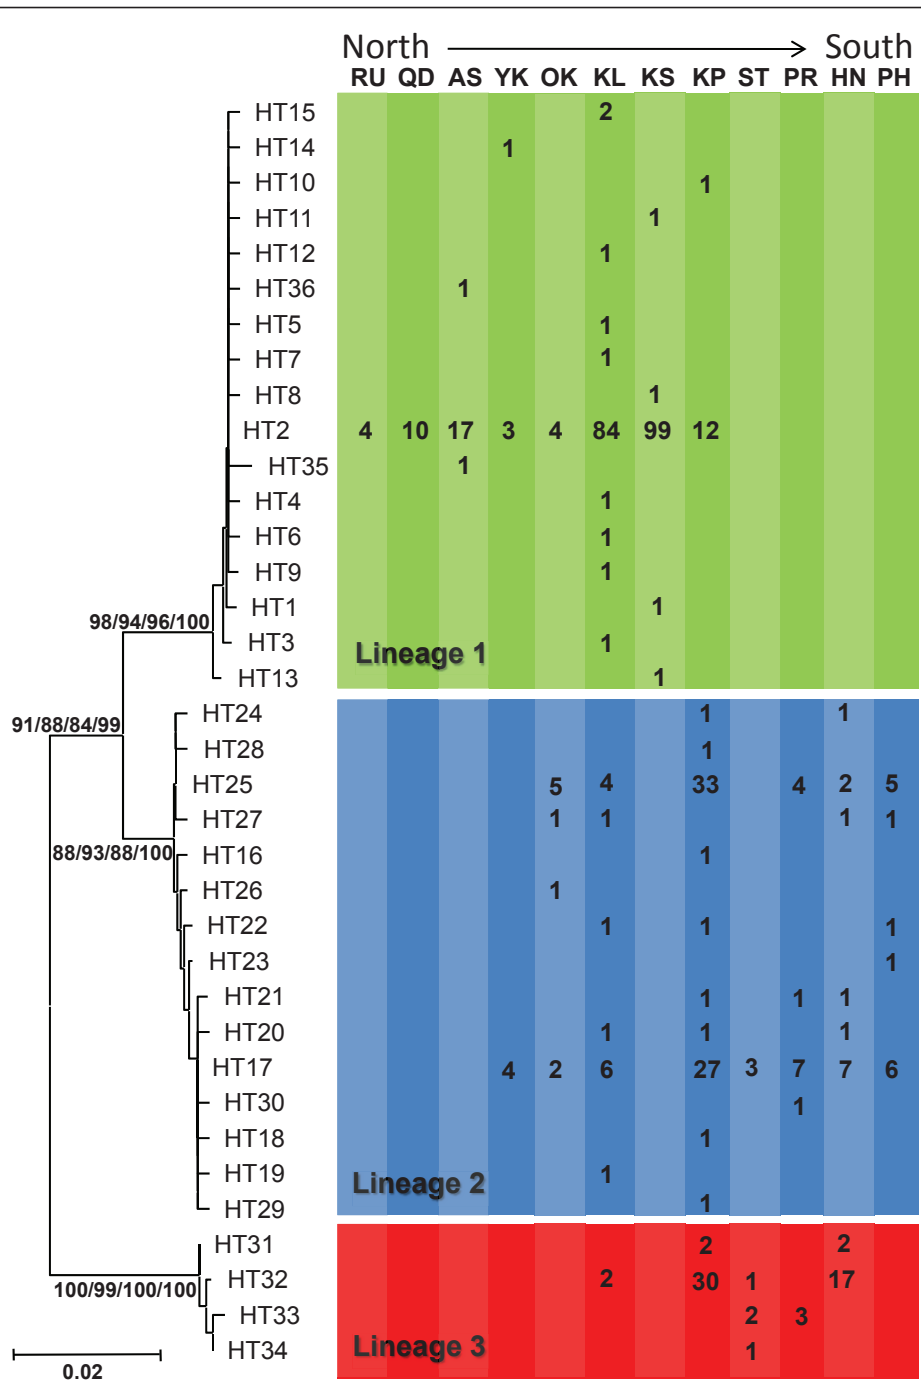 North South
RU QD AS YK OK KL KS KP ST PR HN PH
HT15 2
HT14 1
HT10 1
HT11 1
HT12 1
HT36 1
HT5 1
HT7 1
HT8 1
HT2 4 10 17 3 4 84 99 12
HT35 1
HT4 1
HT6 1
HT9 1
HT1 1
98/94/96/100
HT3 1
Lineage 1
HT13 1
HT24 1 1
91/88/84/99
HT28 1
HT25 5 4 33 4 2 5
HT27 1 1 1 1
88/93/88/100
HT16 1
HT26 1
HT22 1 1 1
HT23 1
HT21 1 1 1
HT20 1 1 1
HT17 4 2 6 27 3 7 7 6
HT30 1
HT18 1
HT19 1
Lineage 2
HT29 1
HT31 2 2
HT32 2 30 1 17
100/99/100/100
HT33 2 3
HT34 1
Lineage 3
0.02